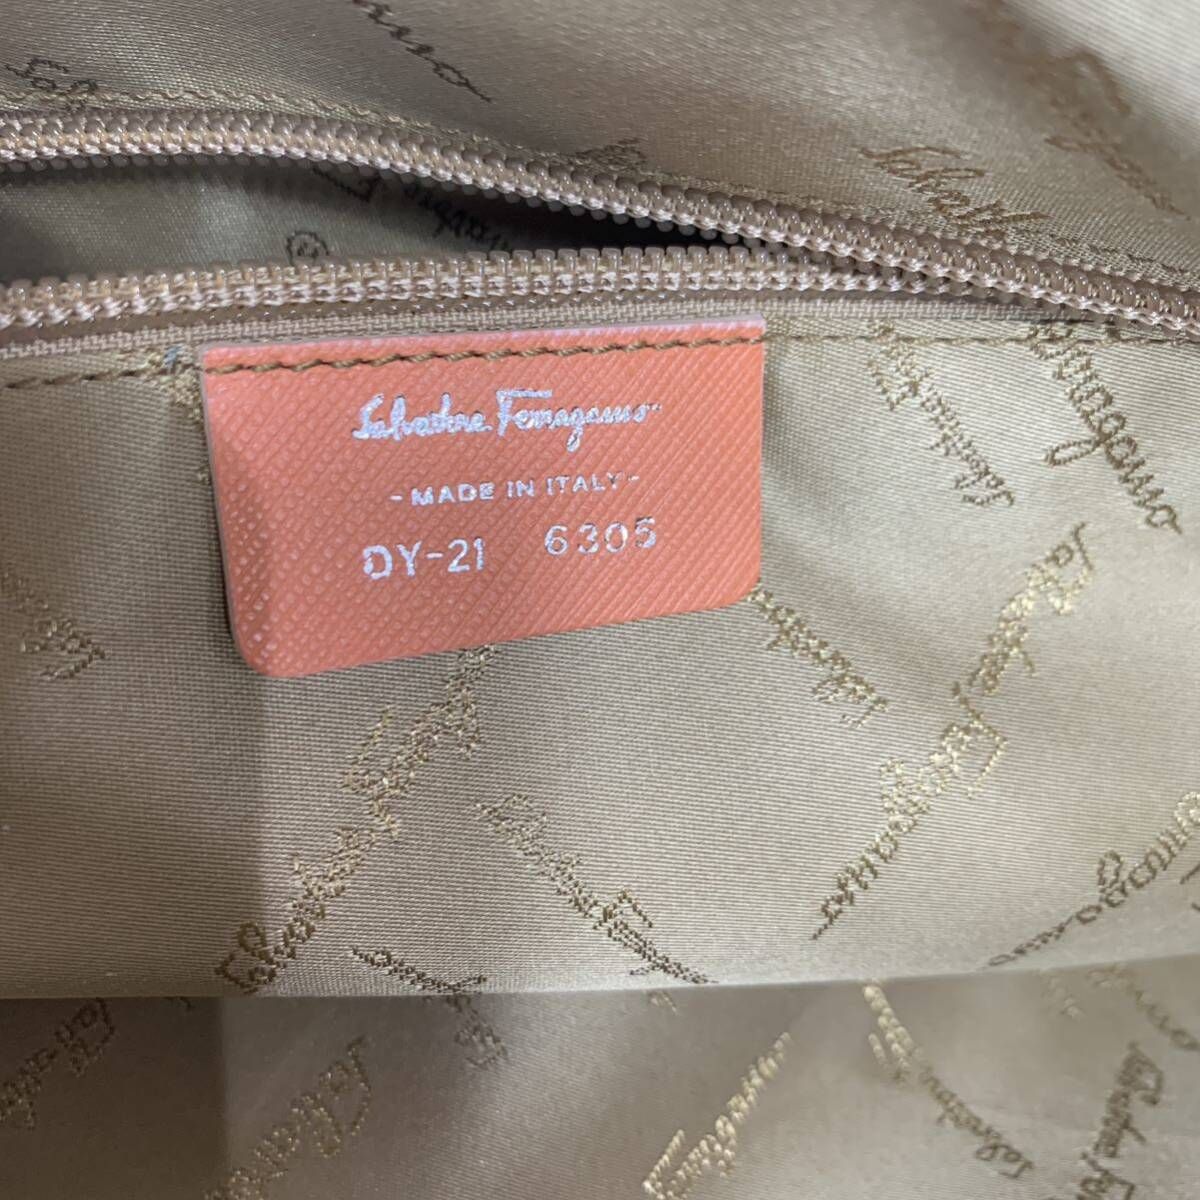 Salvatore Ferragamo
- MADE IN ITALY -
DY-21 6305